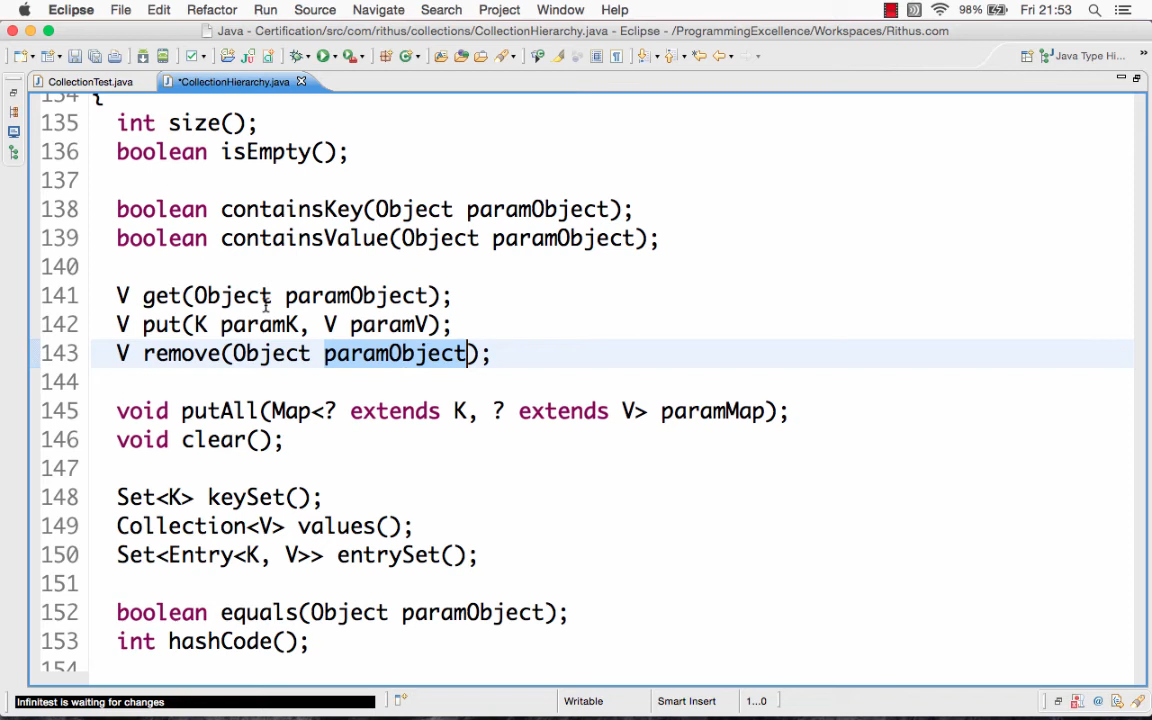 Eclipse File Edit Refactor Run Source Navigate Search Project Window Help 98% Fri 21:53
Java - Certification/src/com/rithus/collections/CollectionHierarchy.java - Eclipse - /ProgrammingExcellence/Workspaces/Rithus.com
Java Type Hi...
CollectionTest.java *CollectionHierarchy.java
134 {
135 int size();
136 boolean isEmpty();
137
138 boolean containsKey(Object paramObject);
139 boolean containsValue(Object paramObject);
140
141 V get(Object paramObject);
142 V put(K paramK, V paramV);
143 V remove(Object paramObject);
144
145 void putAll(Map<? extends K, ? extends V> paramMap);
146 void clear();
147
148 Set<K> keySet();
149 Collection<V> values();
150 Set<Entry<K, V>> entrySet();
151
152 boolean equals(Object paramObject);
153 int hashCode();
154
Infinitest is waiting for changes Writable Smart Insert 1...0